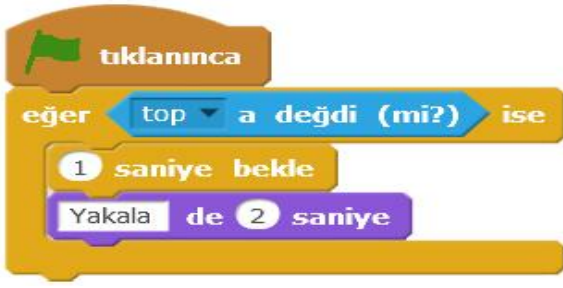 tıklanınca
eğer top a değdi (mi?) ise
1 saniye bekle
Yakala de 2 saniye